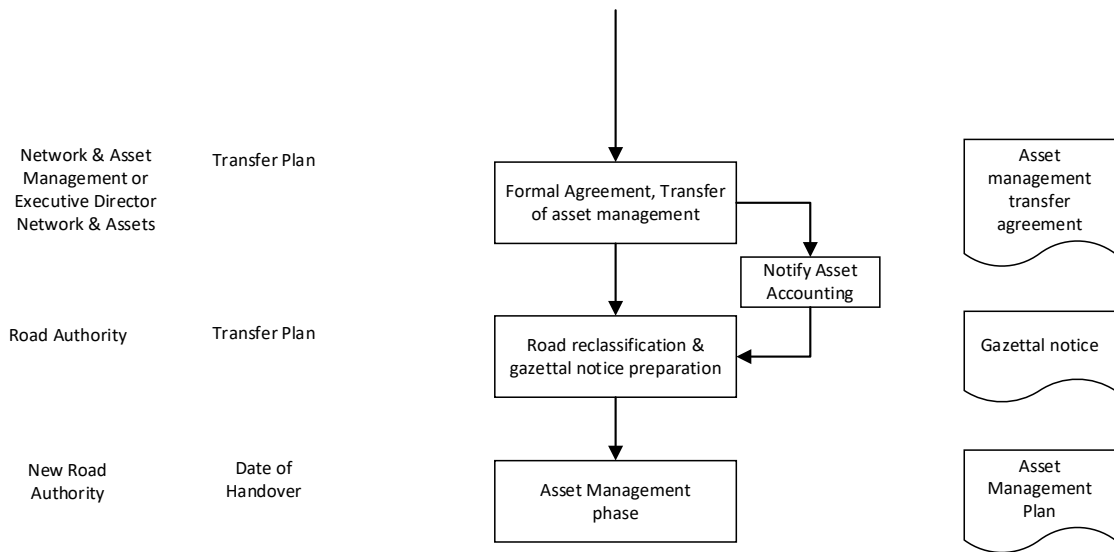 Network & Asset
Management or
Executive Director
Network & Assets
Transfer Plan
Formal Agreement, Transfer
of asset management
Asset
management
transfer
agreement
Notify Asset
Accounting
Road Authority
Transfer Plan
Road reclassification &
gazettal notice preparation
Gazettal notice
New Road
Authority
Date of
Handover
Asset Management
phase
Asset
Management
Plan